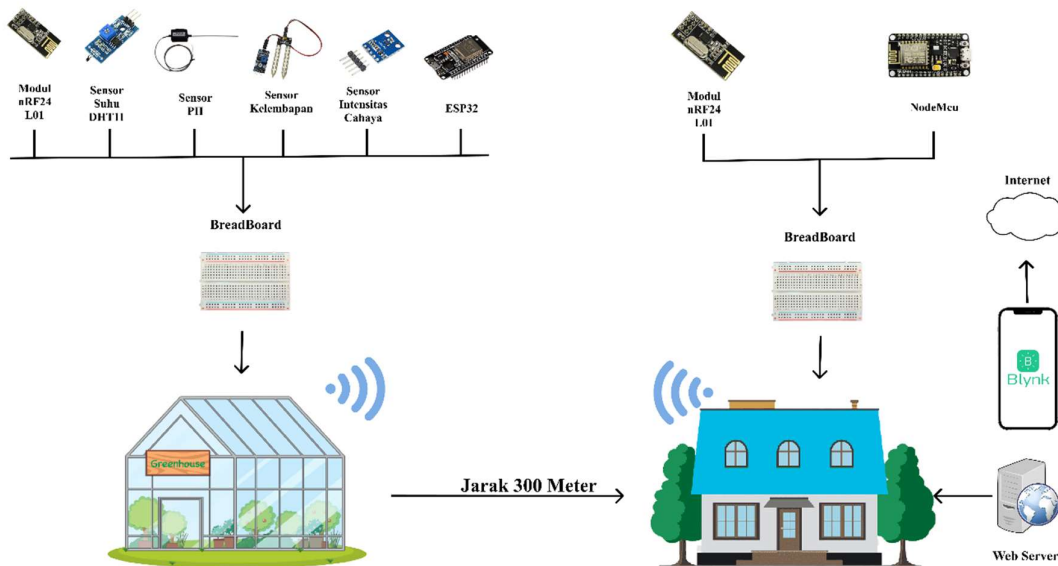 Modul
nRF24
L01
Sensor
Suhu
DHT11
Sensor
PH
Sensor
Kelembapan
Sensor
Intensitas
Cahaya
ESP32
Modul
nRF24
L01
NodeMcu
Internet
BreadBoard
BreadBoard
B
Blynk
Greenhouse
Jarak 300 Meter
Web Server